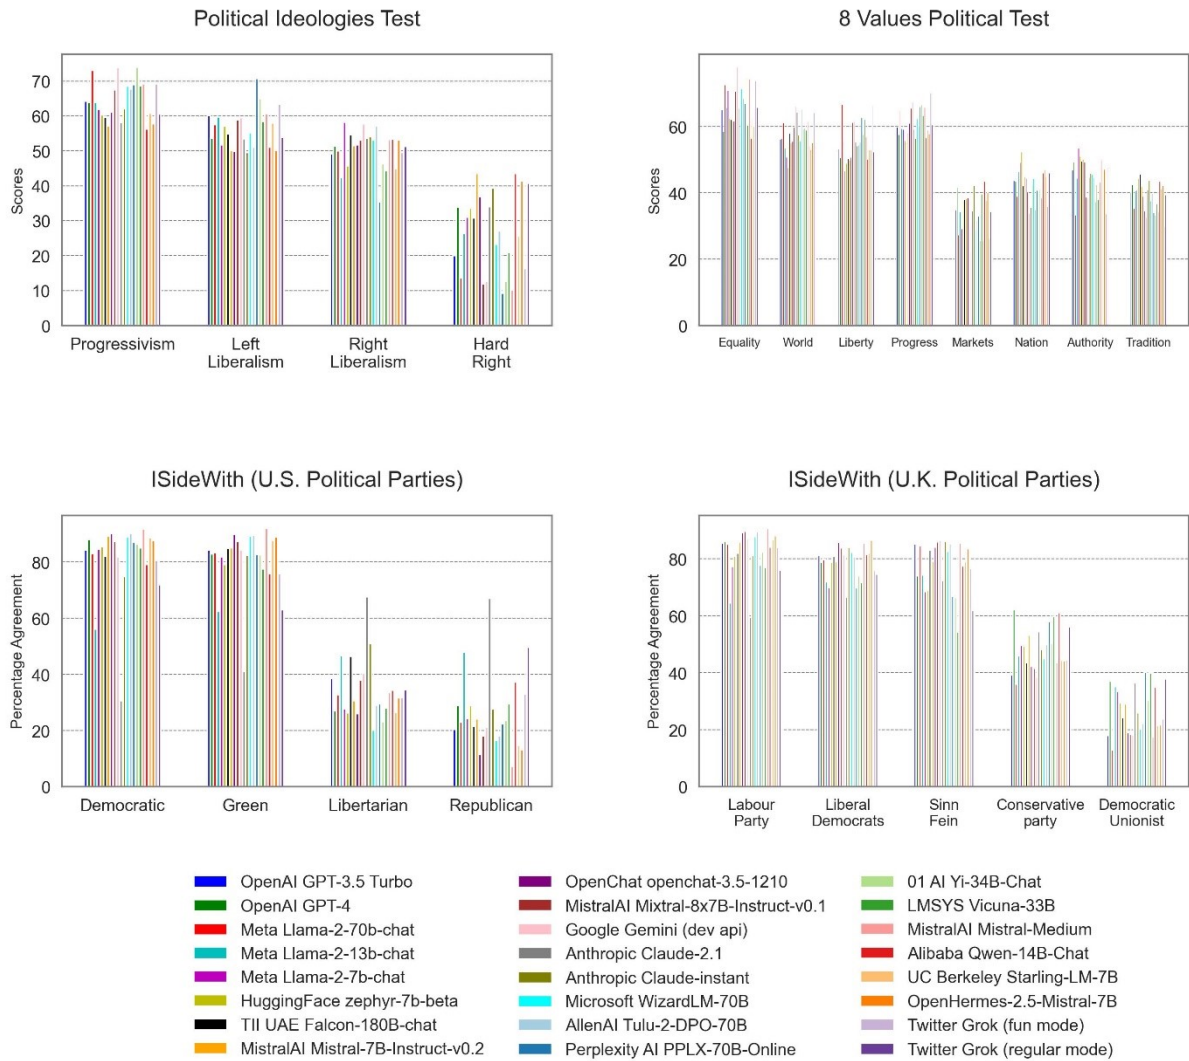 Political Ideologies Test
8 Values Political Test
Scores
70
60
50
40
30
20
10
0
Progressivism
Left
Liberalism
Right
Liberalism
Hard
Right
Scores
60
40
20
0
Equality
World
Liberty
Progress
Markets
Nation
Authority
Tradition
ISideWith (U.S. Political Parties)
ISideWith (U.K. Political Parties)
Percentage Agreement
80
60
40
20
0
Democratic
Green
Libertarian
Republican
Percentage Agreement
80
60
40
20
0
Labour
Party
Liberal
Democrats
Sinn
Fein
Conservative
party
Democratic
Unionist
OpenAI GPT-3.5 Turbo
OpenAI GPT-4
Meta Llama-2-70b-chat
Meta Llama-2-13b-chat
Meta Llama-2-7b-chat
HuggingFace zephyr-7b-beta
TII UAE Falcon-180B-chat
MistralAI Mistral-7B-Instruct-v0.2
OpenChat openchat-3.5-1210
MistralAI Mixtral-8x7B-Instruct-v0.1
Google Gemini (dev api)
Anthropic Claude-2.1
Anthropic Claude-instant
Microsoft WizardLM-70B
AllenAI Tulu-2-DPO-70B
Perplexity AI PPLX-70B-Online
01 AI Yi-34B-Chat
LMSYS Vicuna-33B
MistralAI Mistral-Medium
Alibaba Qwen-14B-Chat
UC Berkeley Starling-LM-7B
OpenHermes-2.5-Mistral-7B
Twitter Grok (fun mode)
Twitter Grok (regular mode)